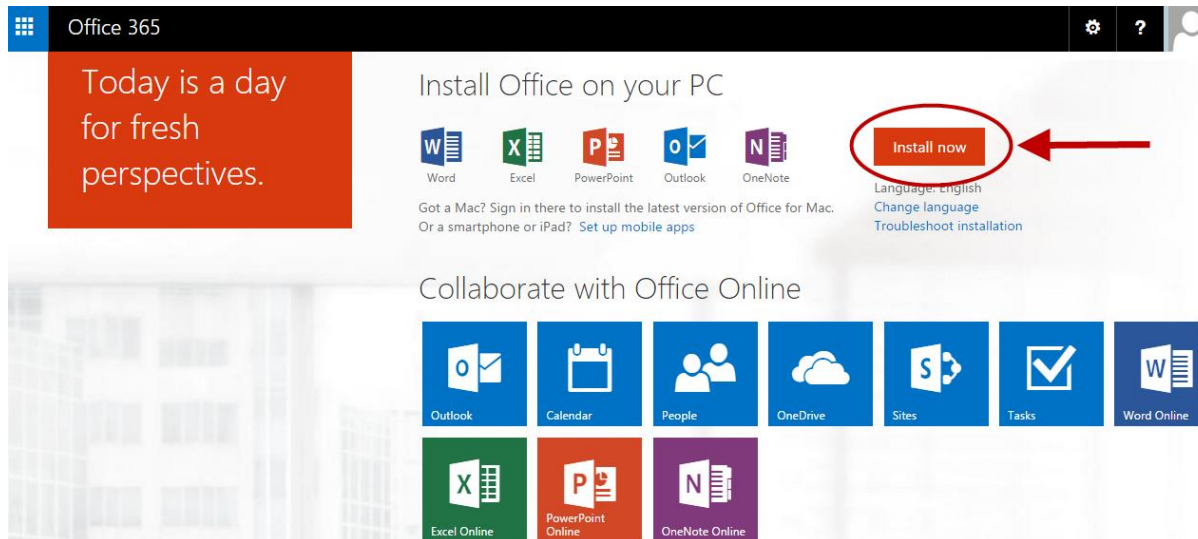 Office 365
?
Today is a day
for fresh
perspectives.
Install Office on your PC
Word
Excel
PowerPoint
Outlook
OneNote
Got a Mac? Sign in there to install the latest version of Office for Mac.
Or a smartphone or iPad? Set up mobile apps
Install now
Language: English
Change language
Troubleshoot installation
Collaborate with Office Online
Outlook
Calendar
People
OneDrive
Sites
Tasks
Word Online
Excel Online
PowerPoint
Online
OneNote Online